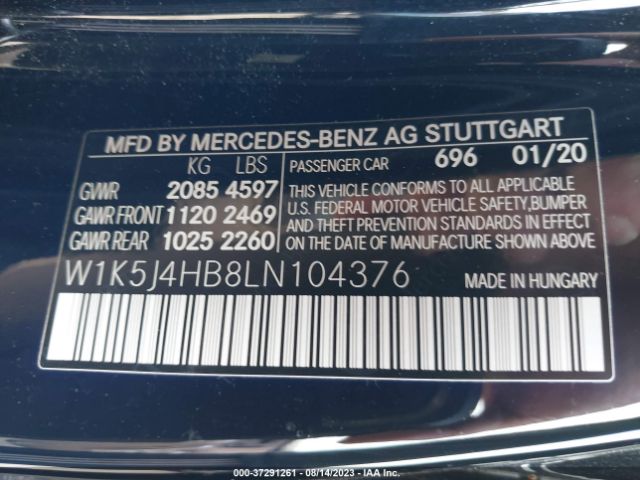 MFD BY MERCEDES-BENZ AG STUTTGART
KG LBS
GVWR 2085 4597
GAWR FRONT 1120 2469
GAWR REAR 1025 2260
PASSENGER CAR 696 01/20
THIS VEHICLE CONFORMS TO ALL APPLICABLE
U.S. FEDERAL MOTOR VEHICLE SAFETY,BUMPER
AND THEFT PREVENTION STANDARDS IN EFFECT
ON THE DATE OF MANUFACTURE SHOWN ABOVE.
W1K5J4HB8LN104376
MADE IN HUNGARY
000-37291261 - 08/14/2023 - IAA Inc.